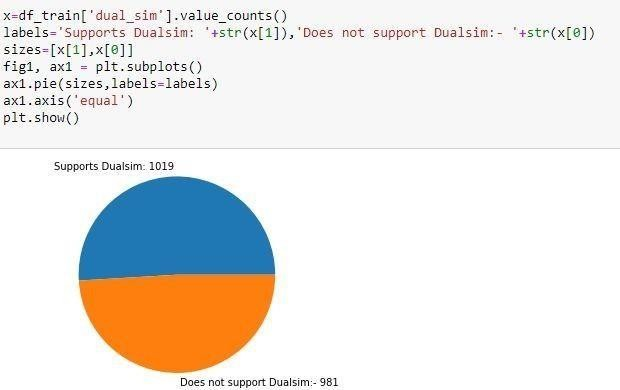 x=df_train['dual_sim'].value_counts()
labels='Supports Dualsim: '+str(x[1]),'Does not support Dualsim:- '+str(x[0])
sizes=[x[1],x[0]]
fig1, ax1 = plt.subplots()
ax1.pie(sizes,labels=labels)
ax1.axis('equal')
plt.show()
Supports Dualsim: 1019
Does not support Dualsim:- 981